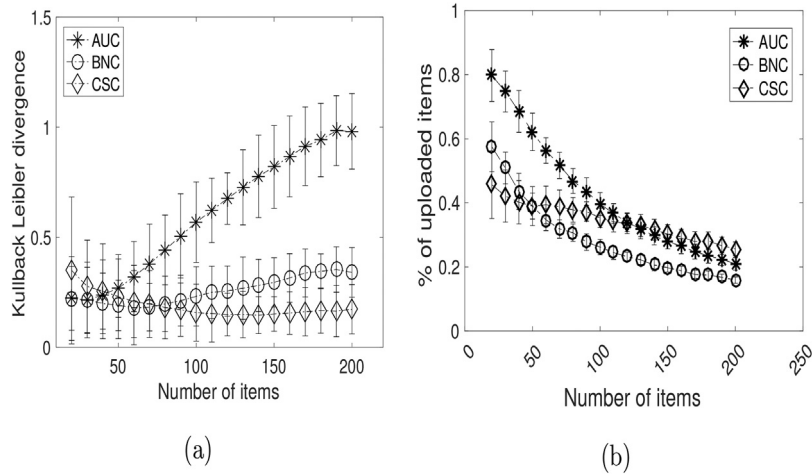 1.5
1
0.5
0
Kullback Leibler divergence
AUC
BNC
CSC
50
100
150
200
Number of items
(a)
1
0.8
0.6
0.4
0.2
0
% of uploaded items
AUC
BNC
CSC
0
50
100
150
200
250
Number of items
(b)